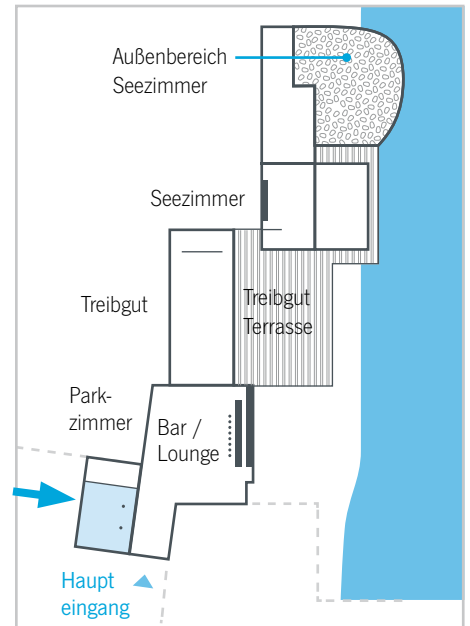 Außenbereich
Seezimmer
Seezimmer
Treibgut
Treibgut
Terrasse
Park-
zimmer
Bar /
Lounge
Haupt
eingang